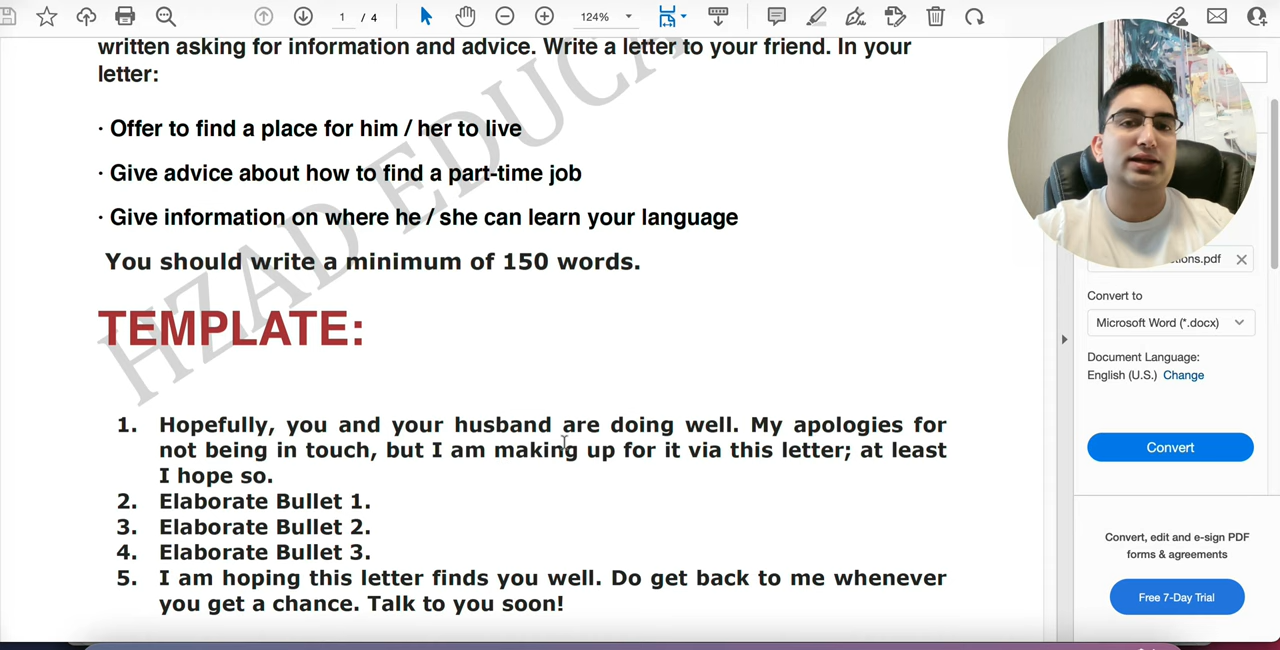 1 / 4
124%
written asking for information and advice. Write a letter to your friend. In your
letter:
· Offer to find a place for him / her to live
· Give advice about how to find a part-time job
· Give information on where he / she can learn your language
You should write a minimum of 150 words.
HZAD EDUCA
TEMPLATE:
1. Hopefully, you and your husband are doing well. My apologies for
not being in touch, but I am making up for it via this letter; at least
I hope so.
2. Elaborate Bullet 1.
3. Elaborate Bullet 2.
4. Elaborate Bullet 3.
5. I am hoping this letter finds you well. Do get back to me whenever
you get a chance. Talk to you soon!
tions.pdf
Convert to
Microsoft Word (*.docx)
Document Language:
English (U.S.) Change
Convert
Convert, edit and e-sign PDF
forms & agreements
Free 7-Day Trial